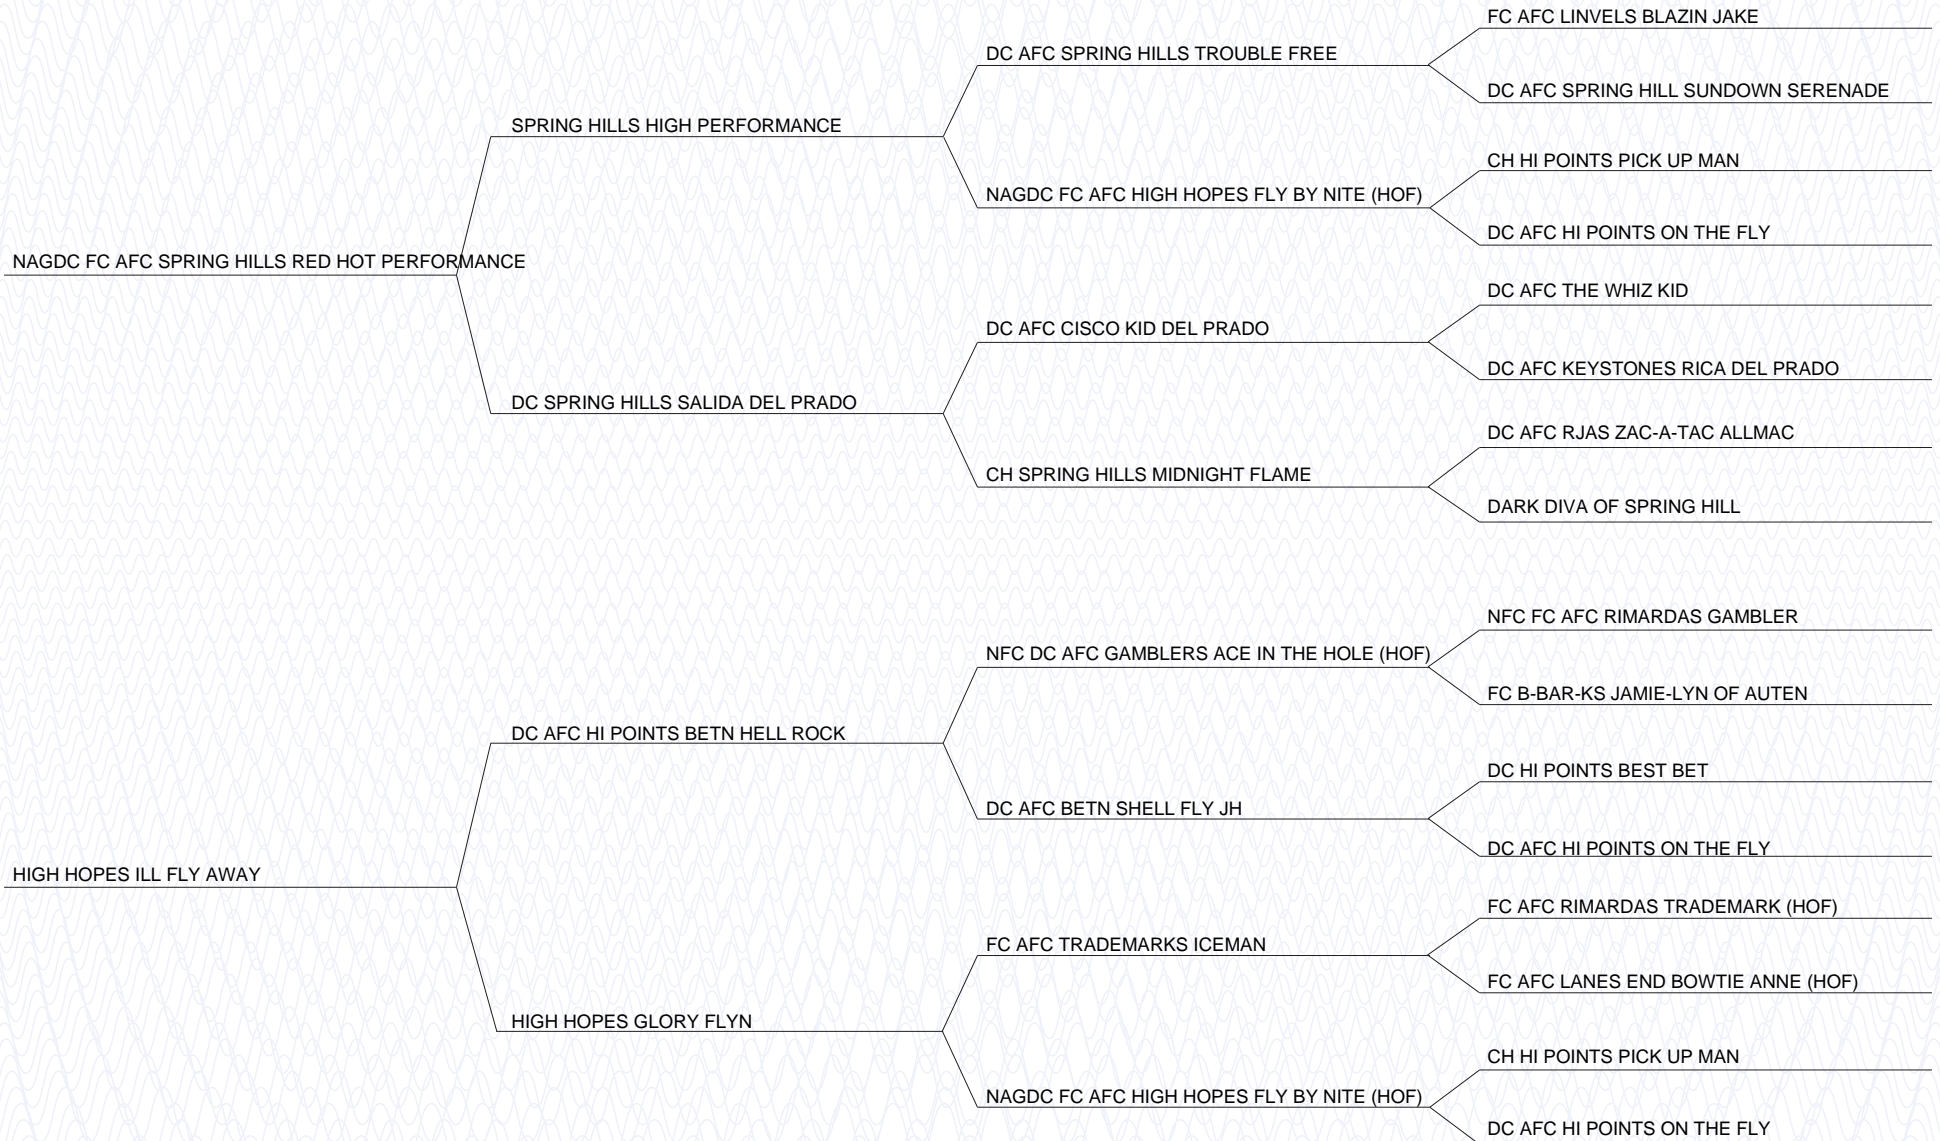 FC AFC LINVELS BLAZIN JAKE
DC AFC SPRING HILLS TROUBLE FREE
DC AFC SPRING HILL SUNDOWN SERENADE
SPRING HILLS HIGH PERFORMANCE
CH HI POINTS PICK UP MAN
NAGDC FC AFC HIGH HOPES FLY BY NITE (HOF)
DC AFC HI POINTS ON THE FLY
NAGDC FC AFC SPRING HILLS RED HOT PERFORMANCE
DC AFC THE WHIZ KID
DC AFC CISCO KID DEL PRADO
DC AFC KEYSTONES RICA DEL PRADO
DC SPRING HILLS SALIDA DEL PRADO
DC AFC RJAS ZAC-A-TAC ALLMAC
CH SPRING HILLS MIDNIGHT FLAME
DARK DIVA OF SPRING HILL
NFC FC AFC RIMARDAS GAMBLER
NFC DC AFC GAMBLERS ACE IN THE HOLE (HOF)
FC B-BAR-KS JAMIE-LYN OF AUTEN
DC AFC HI POINTS BETN HELL ROCK
DC HI POINTS BEST BET
DC AFC BETN SHELL FLY JH
DC AFC HI POINTS ON THE FLY
HIGH HOPES ILL FLY AWAY
FC AFC RIMARDAS TRADEMARK (HOF)
FC AFC TRADEMARKS ICEMAN
FC AFC LANES END BOWTIE ANNE (HOF)
HIGH HOPES GLORY FLYN
CH HI POINTS PICK UP MAN
NAGDC FC AFC HIGH HOPES FLY BY NITE (HOF)
DC AFC HI POINTS ON THE FLY